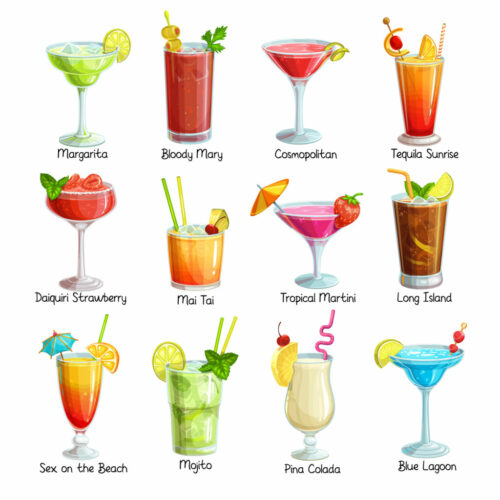 Margarita
Bloody Mary
Cosmopolitan
Tequila Sunrise
Daiquiri Strawberry
Mai Tai
Tropical Martini
Long Island
Sex on the Beach
Mojito
Pina Colada
Blue Lagoon